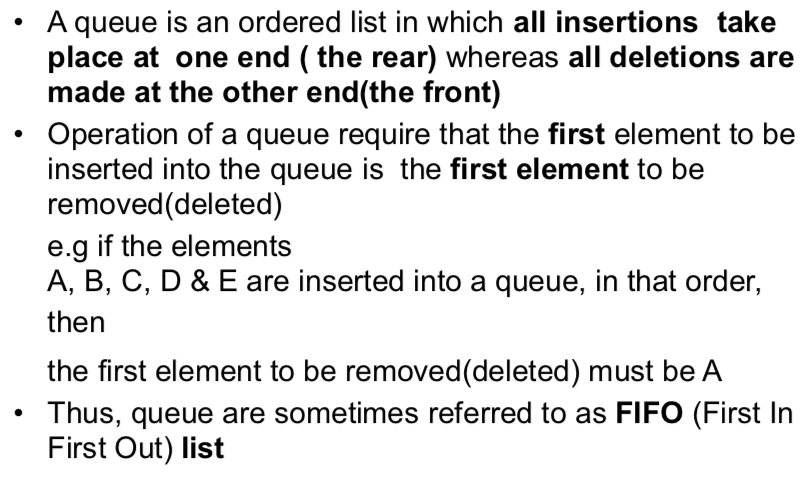 • A queue is an ordered list in which all insertions take
place at one end ( the rear) whereas all deletions are
made at the other end(the front)
• Operation of a queue require that the first element to be
inserted into the queue is the first element to be
removed(deleted)
e.g if the elements
A, B, C, D & E are inserted into a queue, in that order,
then
the first element to be removed(deleted) must be A
• Thus, queue are sometimes referred to as FIFO (First In
First Out) list